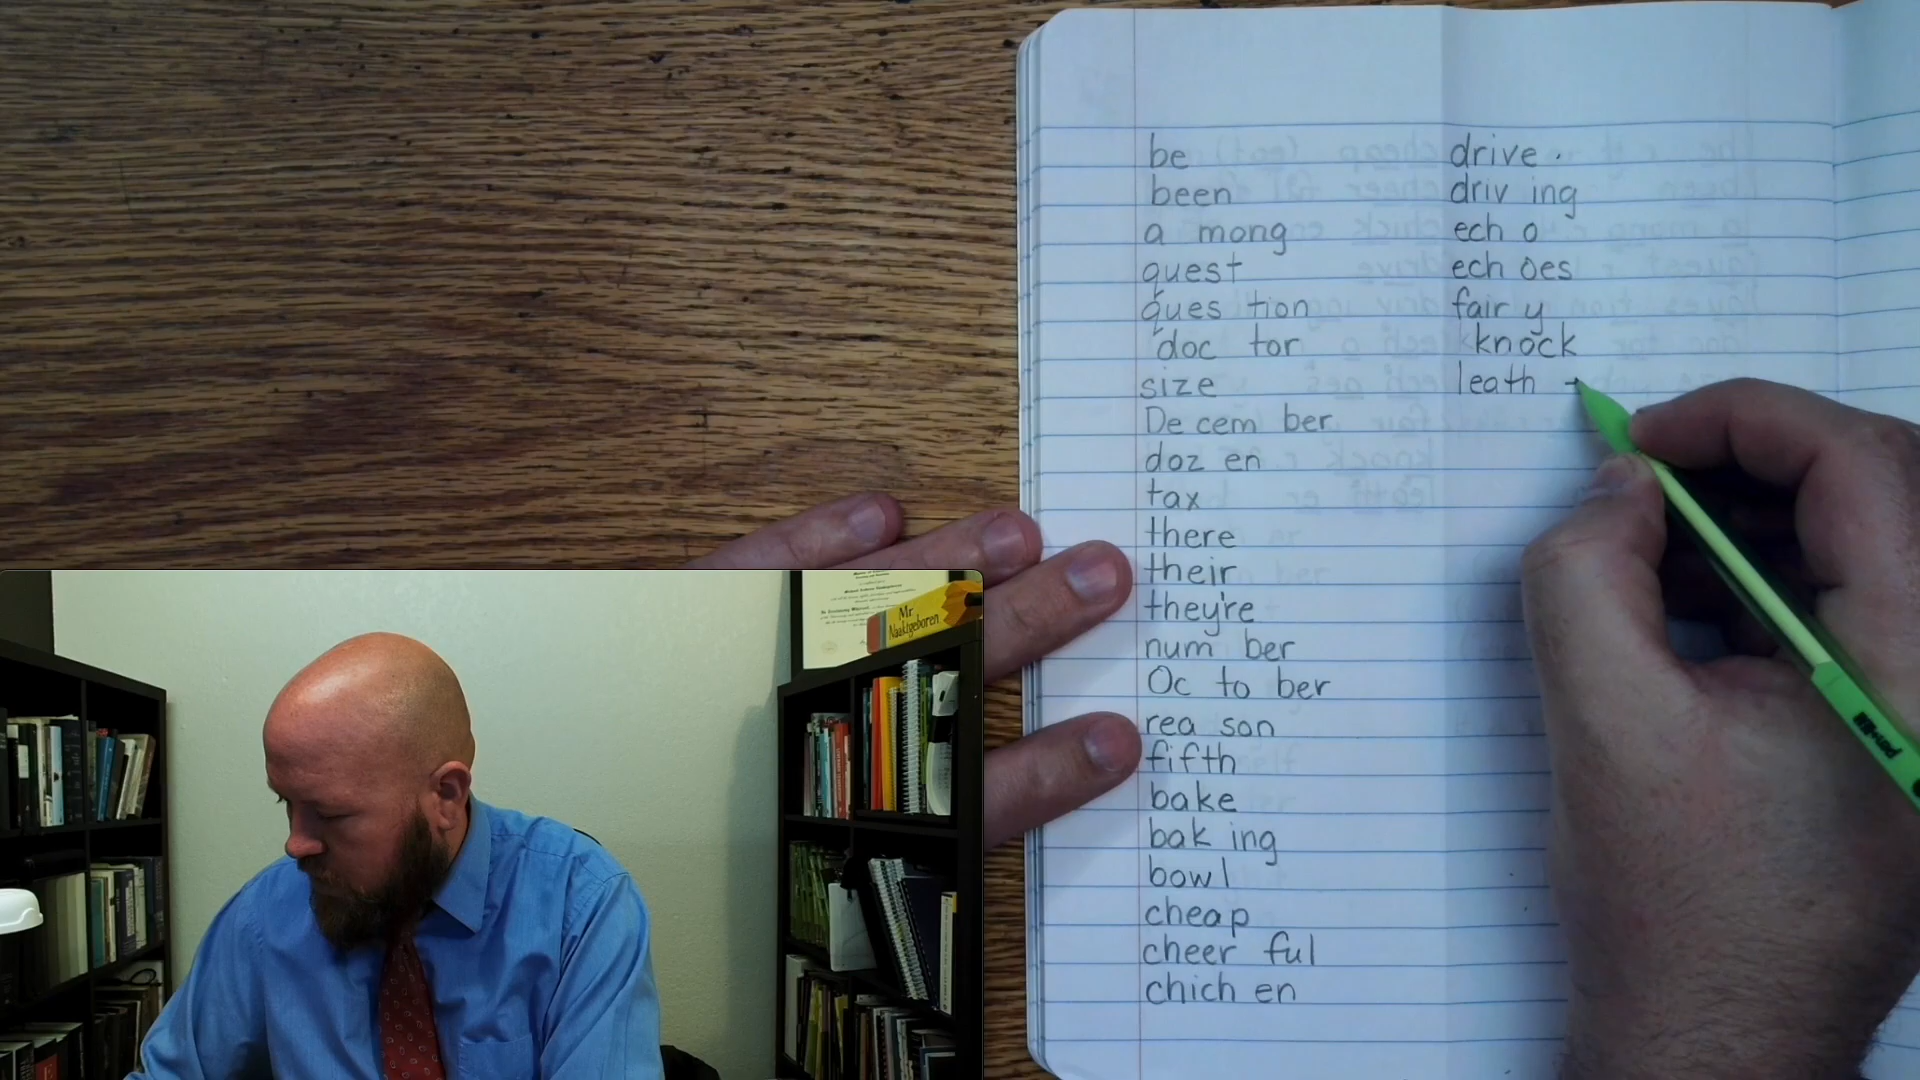 Mr
Naaktgeboren
be
been
a mong
quest
ques tion
doc tor
size
De cem ber
doz en
tax
there
their
they're
num ber
Oc to ber
rea son
fifth
bake
bak ing
bowl
cheap
cheer ful
chich en
drive
driv ing
ech o
ech oes
fair y
knock
leath